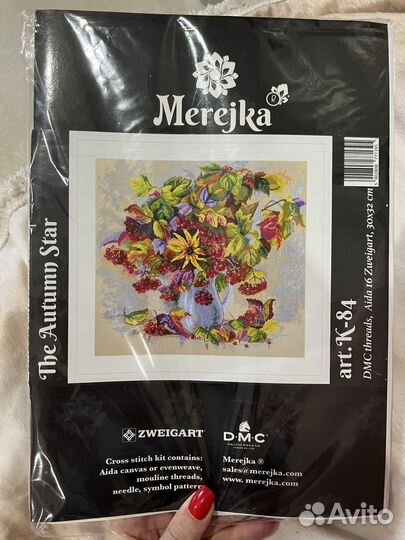 Merejka ®
The Autumn Star
art.K-84
DMC threads, Aida 16 Zweigart, 30x32 cm
ZWEIGART
DMC
Cross stitch kit contains:
Aida canvas or evenweave,
mouline threads,
needle, symbol pattern
Merejka ®
sales@merejka.com
www.merejka.com
Avito